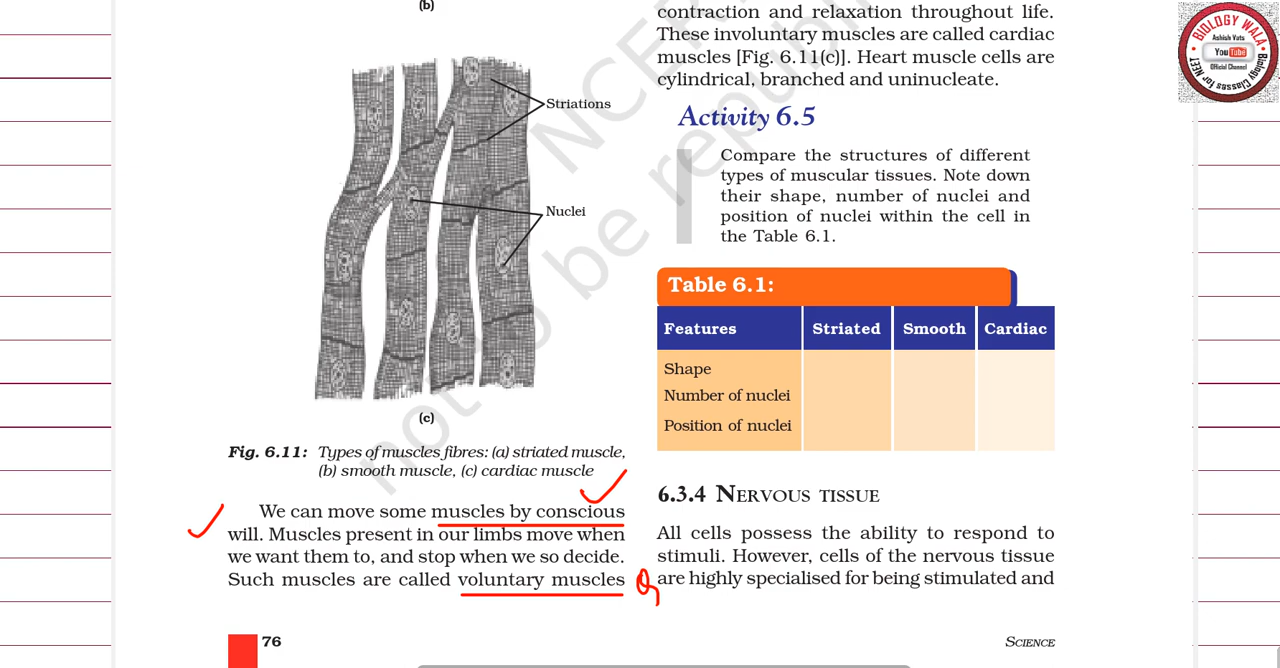 (b)
Striations
Nuclei
(c)
Fig. 6.11: Types of muscles fibres: (a) striated muscle,
(b) smooth muscle, (c) cardiac muscle
We can move some muscles by conscious
will. Muscles present in our limbs move when
we want them to, and stop when we so decide.
Such muscles are called voluntary muscles
76
contraction and relaxation throughout life.
These involuntary muscles are called cardiac
muscles [Fig. 6.11(c)]. Heart muscle cells are
cylindrical, branched and uninucleate.
Activity 6.5
Compare the structures of different
types of muscular tissues. Note down
their shape, number of nuclei and
position of nuclei within the cell in
the Table 6.1.
Table 6.1:
Features Striated Smooth Cardiac
Shape
Number of nuclei
Position of nuclei
6.3.4 NERVOUS TISSUE
All cells possess the ability to respond to
stimuli. However, cells of the nervous tissue
are highly specialised for being stimulated and
SCIENCE
not to be republi
NCER
BIOLOGY WALA
Ashish Vats
YouTube
Official Channel
Biology Classes for NEET